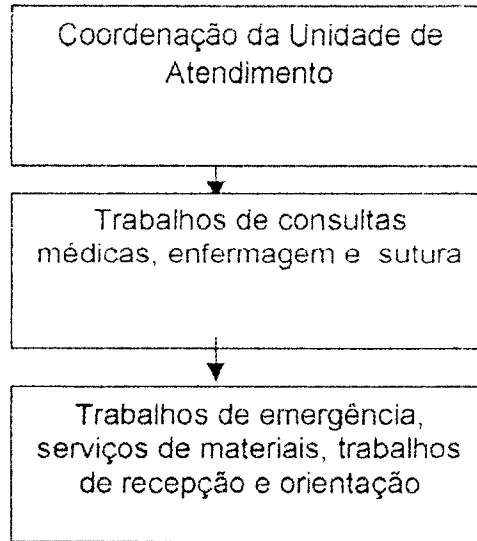 Coordenação da Unidade de
Atendimento
Trabalhos de consultas
médicas, enfermagem e sutura
Trabalhos de emergência,
serviços de materiais, trabalhos
de recepção e orientação